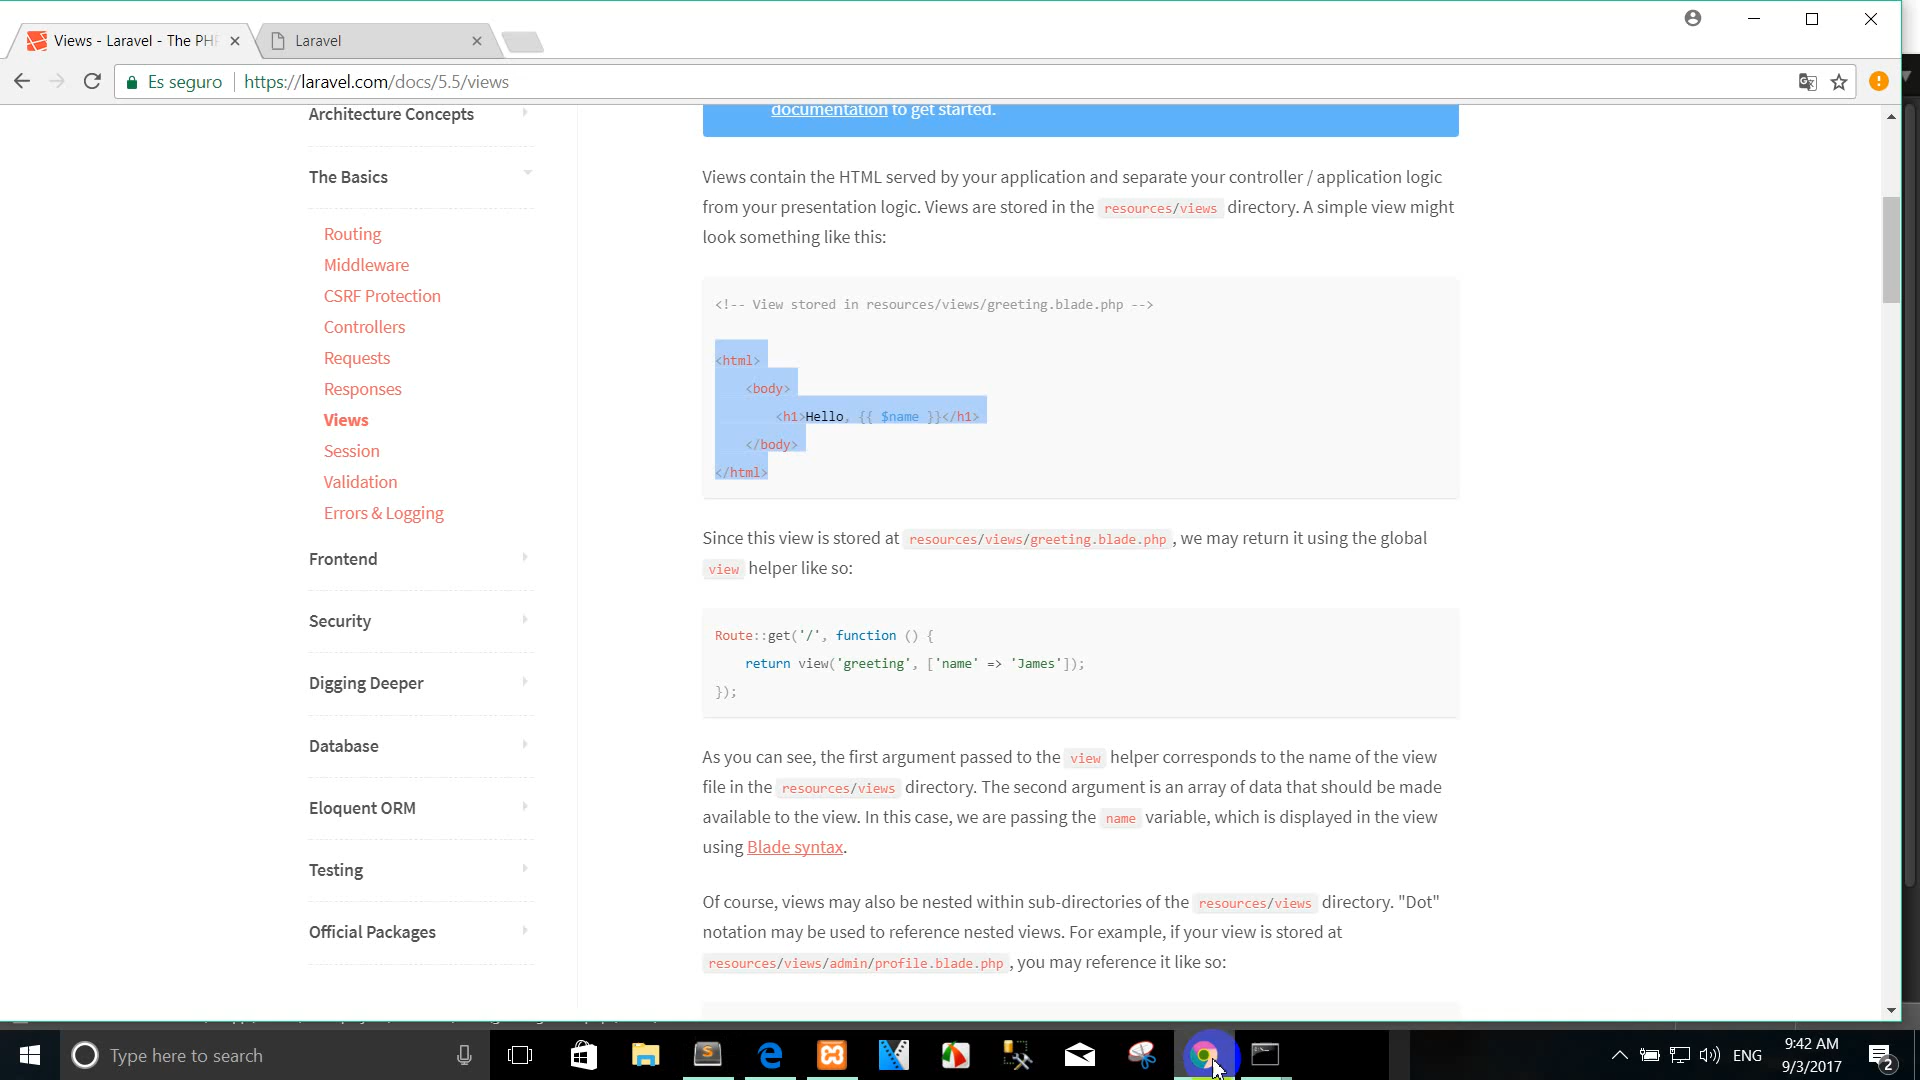 Views - Laravel - The PH
Laravel
Es seguro
https://laravel.com/docs/5.5/views
Architecture Concepts
The Basics
Routing
Middleware
CSRF Protection
Controllers
Requests
Responses
Views
Session
Validation
Errors & Logging
Frontend
Security
Digging Deeper
Database
Eloquent ORM
Testing
Official Packages
documentation to get started.
Views contain the HTML served by your application and separate your controller / application logic
from your presentation logic. Views are stored in the resources/views directory. A simple view might
look something like this:
<!-- View stored in resources/views/greeting.blade.php -->
<html>
<body>
<h1>Hello, {{ $name }}</h1>
</body>
</html>
Since this view is stored at resources/views/greeting.blade.php, we may return it using the global
view helper like so:
Route::get('/', function () {
return view('greeting', ['name' => 'James']);
});
As you can see, the first argument passed to the view helper corresponds to the name of the view
file in the resources/views directory. The second argument is an array of data that should be made
available to the view. In this case, we are passing the name variable, which is displayed in the view
using Blade syntax.
Of course, views may also be nested within sub-directories of the resources/views directory. "Dot"
notation may be used to reference nested views. For example, if your view is stored at
resources/views/admin/profile.blade.php, you may reference it like so:
Type here to search
ENG
9:42 AM
9/3/2017
2